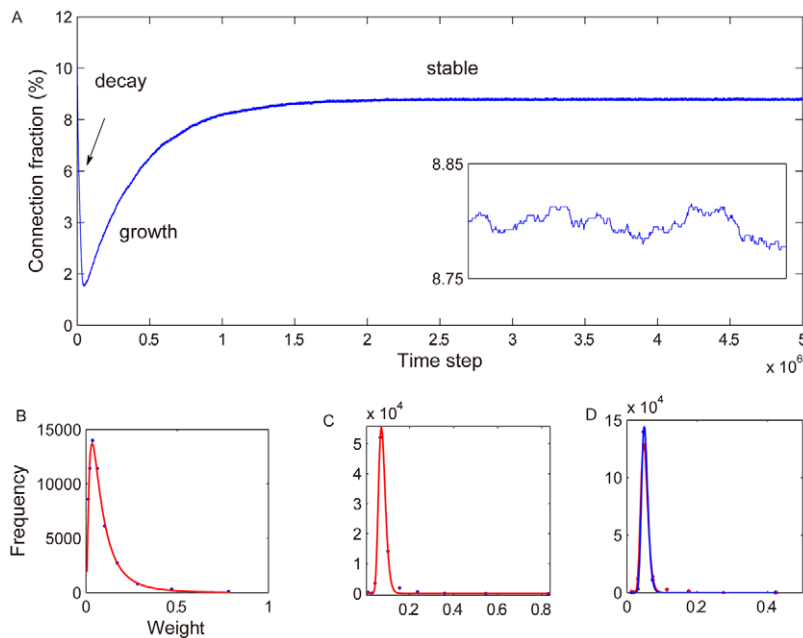 A
12
10
8
6
3
2
0
Connection fraction (%)
decay
growth
stable
8.85
8.75
0 0.5 1 1.5 2 2.5 3 3.5 4 4.5 5
Time step
x 10^6
B
15000
10000
5000
0
Frequency
0 0.5 1
Weight
C
x 10^4
5
4
3
2
1
0
0.2 0.4 0.6 0.8
D
x 10^4
15
10
5
0
0 0.2 0.4